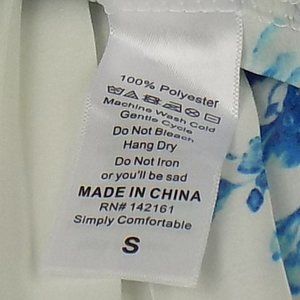 100% Polyester
Machine Wash Cold
Gentle Cycle
Do Not Bleach
Hang Dry
Do Not Iron
or you'll be sad
MADE IN CHINA
RN# 142161
Simply Comfortable
S